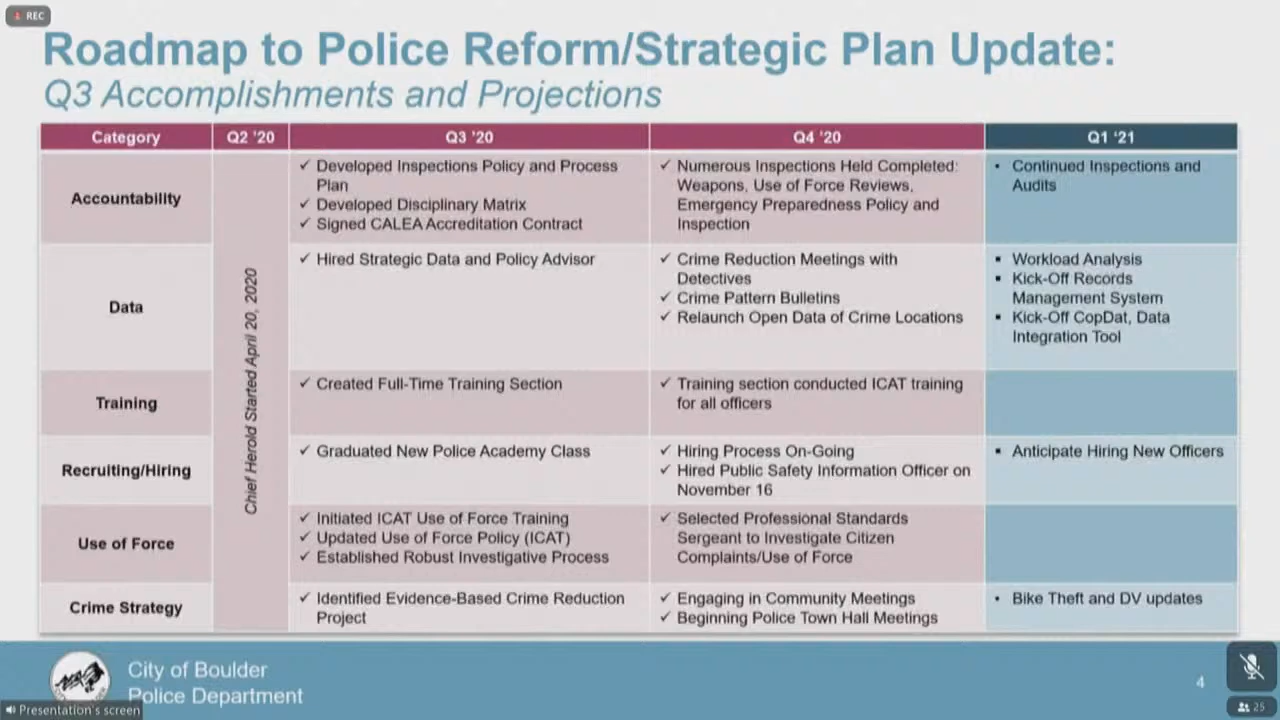 REC
Roadmap to Police Reform/Strategic Plan Update:
Q3 Accomplishments and Projections
Category Q2 '20 Q3 '20 Q4 '20 Q1 '21
Accountability
✓ Developed Inspections Policy and Process
Plan
✓ Developed Disciplinary Matrix
✓ Signed CALEA Accreditation Contract
✓ Numerous Inspections Held Completed:
Weapons, Use of Force Reviews,
Emergency Preparedness Policy and
Inspection
• Continued Inspections and
Audits
Chief Herold Started April 20, 2020
Data
✓ Hired Strategic Data and Policy Advisor
✓ Crime Reduction Meetings with
Detectives
✓ Crime Pattern Bulletins
✓ Relaunch Open Data of Crime Locations
▪ Workload Analysis
▪ Kick-Off Records
Management System
▪ Kick-Off CopDat, Data
Integration Tool
Training
✓ Created Full-Time Training Section
✓ Training section conducted ICAT training
for all officers
Recruiting/Hiring
✓ Graduated New Police Academy Class
✓ Hiring Process On-Going
✓ Hired Public Safety Information Officer on
November 16
▪ Anticipate Hiring New Officers
Use of Force
✓ Initiated ICAT Use of Force Training
✓ Updated Use of Force Policy (ICAT)
✓ Established Robust Investigative Process
✓ Selected Professional Standards
Sergeant to Investigate Citizen
Complaints/Use of Force
Crime Strategy
✓ Identified Evidence-Based Crime Reduction
Project
✓ Engaging in Community Meetings
✓ Beginning Police Town Hall Meetings
• Bike Theft and DV updates
City of Boulder
Police Department
4
Presentation's screen
25